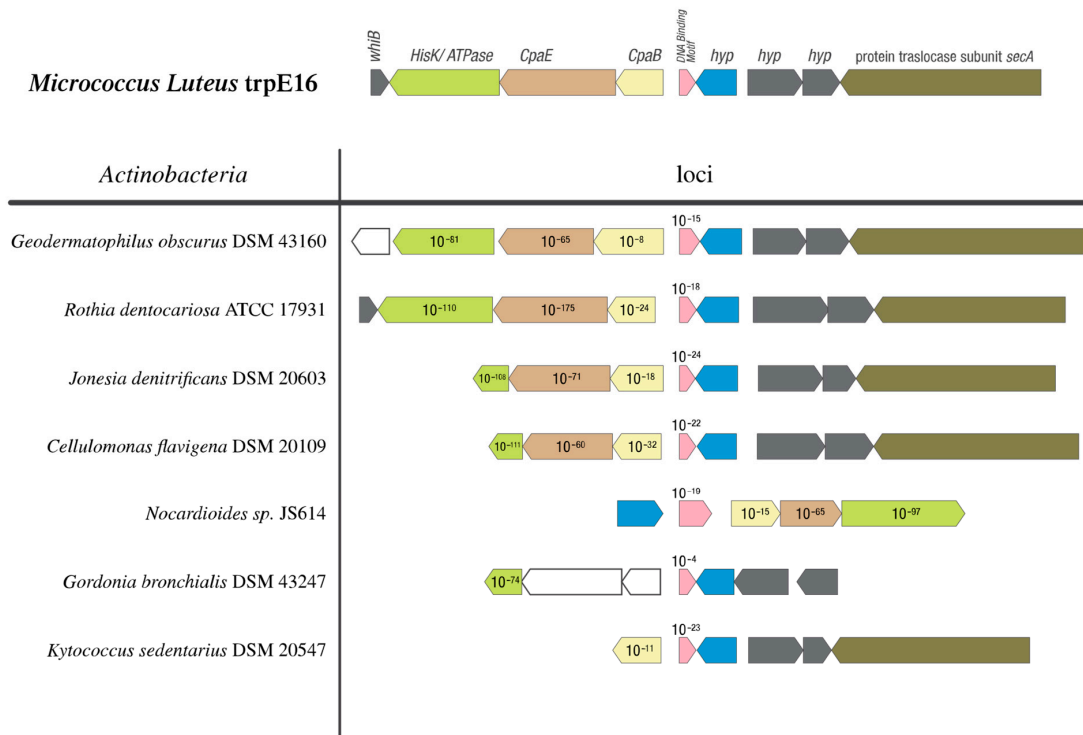 whiB
HisK/ ATPase
CpaE
CpaB
DNA Binding
Motif
hyp
hyp
hyp
protein traslocase subunit secA
Micrococcus Luteus trpE16
Actinobacteria
loci
Geodermatophilus obscurus DSM 43160
10⁻⁸¹
10⁻⁶⁵
10⁻⁸
10⁻¹⁵
Rothia dentocariosa ATCC 17931
10⁻¹¹⁰
10⁻¹⁷⁵
10⁻²⁴
10⁻¹⁸
Jonesia denitrificans DSM 20603
10⁻¹⁰⁸
10⁻⁷¹
10⁻¹⁸
10⁻²⁴
Cellulomonas flavigena DSM 20109
10⁻¹¹¹
10⁻⁶⁰
10⁻³²
10⁻²²
Nocardioides sp. JS614
10⁻¹⁹
10⁻¹⁵
10⁻⁶⁵
10⁻⁹⁷
Gordonia bronchialis DSM 43247
10⁻⁷⁴
10⁻⁴
Kytococcus sedentarius DSM 20547
10⁻¹¹
10⁻²³